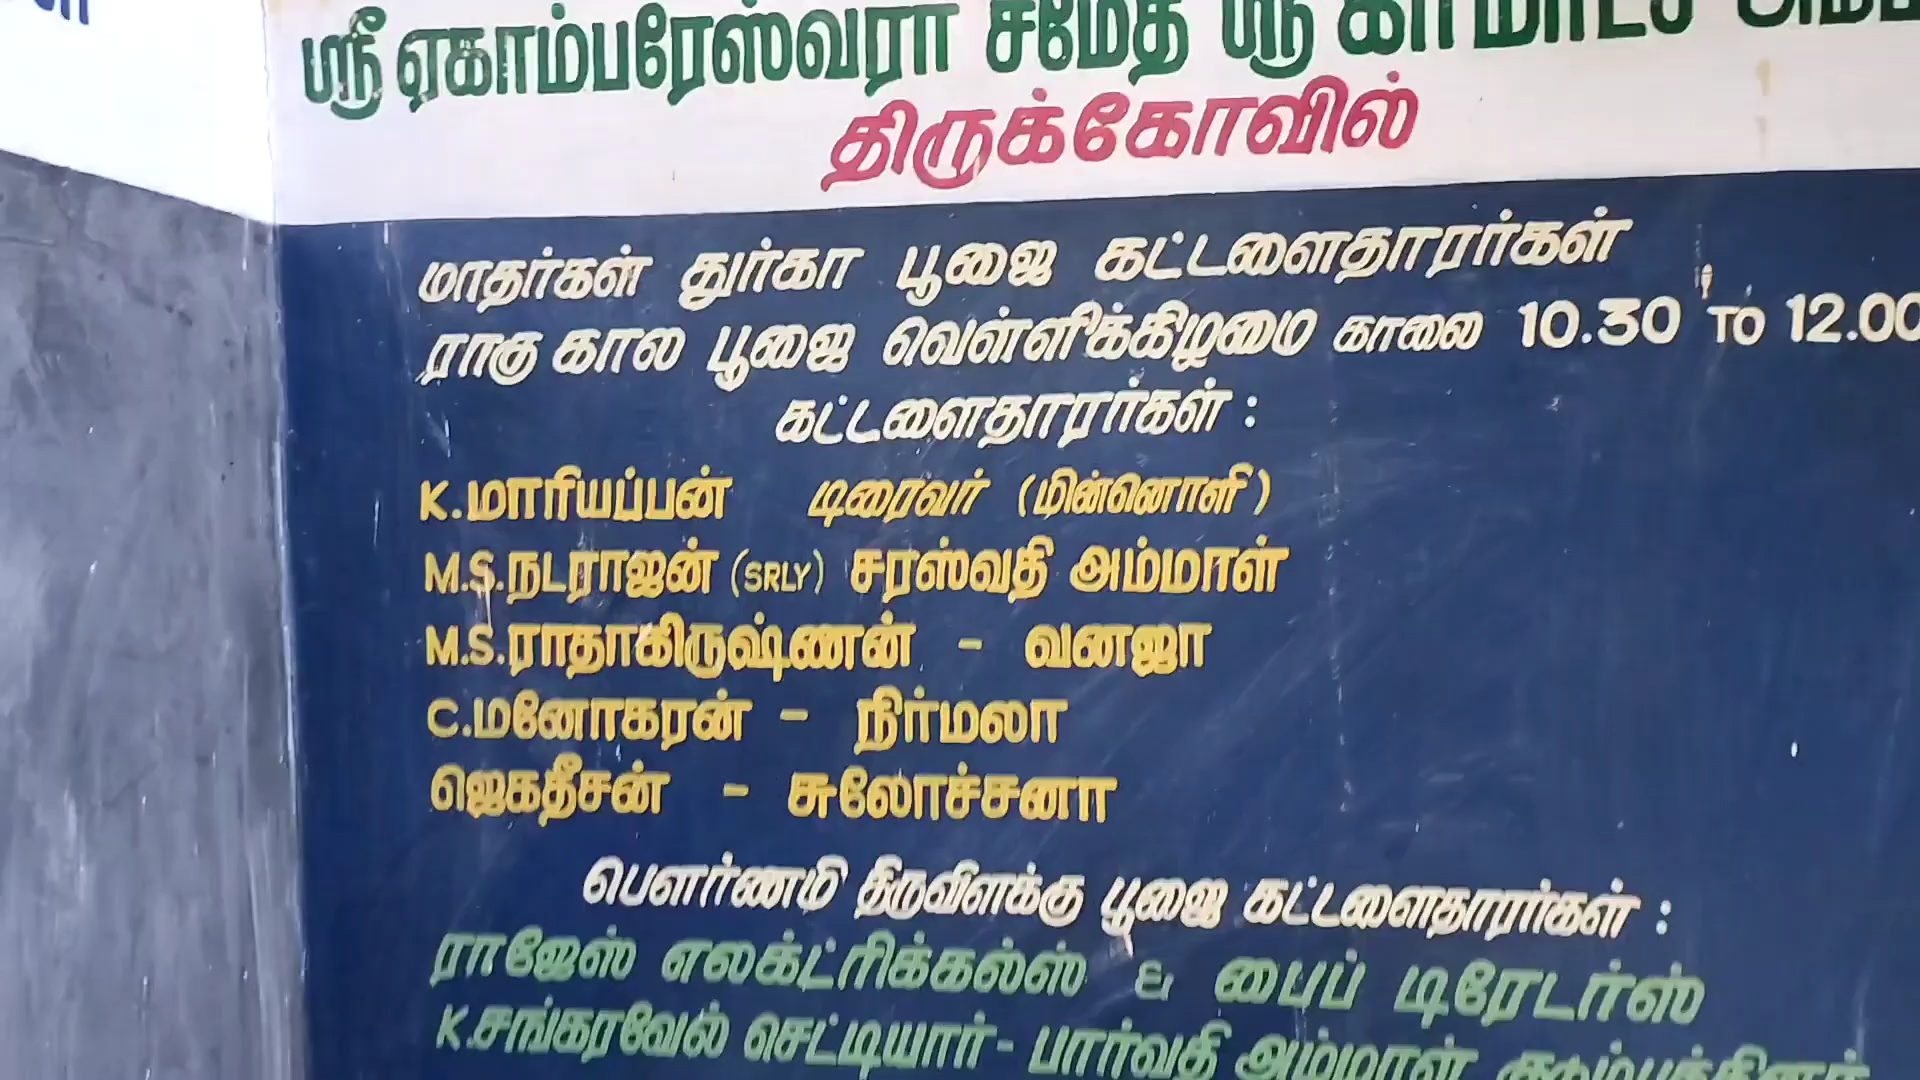 ஸ்ரீ ஏகாம்பரேஸ்வரா சமேத ஸ்ரீ காமாட்சி
திருக்கோவில்
மாதர்கள் துர்கா பூஜை கட்டளைதாரர்கள்
ராகு கால பூஜை வெள்ளிக்கிழமை காலை 10.30 TO 12.00
கட்டளைதாரர்கள் :
K.மாரியப்பன் டிரைவர் (மின்னொளி)
M.S.நடராஜன் (SRLY) சரஸ்வதி அம்மாள்
M.S.ராதாகிருஷ்ணன் - வனஜா
C.மனோகரன் - நிர்மலா
ஜெகதீசன் - சுலோச்சனா
பௌர்ணமி திருவிளக்கு பூஜை கட்டளைதாரர்கள் :
ராஜேஸ் எலக்ட்ரிக்கல்ஸ் & பைப் டிரேடர்ஸ்
K.சங்கரவேல் செட்டியார் - பார்வதி அம்மாள்